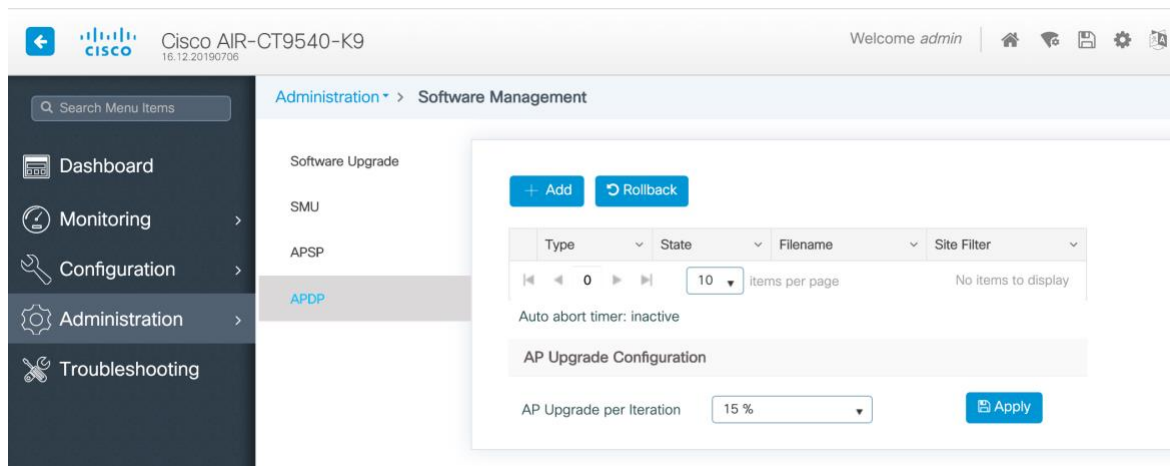 CISCO
Cisco AIR-CT9540-K9
16.12.20190706
Welcome admin
Search Menu Items
Dashboard
Monitoring
Configuration
Administration
Troubleshooting
Administration > Software Management
Software Upgrade
SMU
APSP
APDP
+ Add Rollback
Type State Filename Site Filter
0 10 items per page No items to display
Auto abort timer: inactive
AP Upgrade Configuration
AP Upgrade per Iteration 15 % Apply